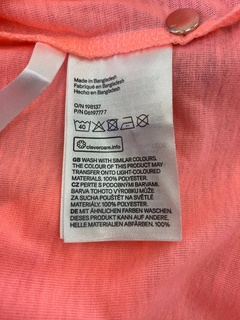 Made in Bangladesh
Fabriqué en Bangladesh
Hecho en Bangladesh
O/N 198137
P/N 06197777
40
clevercare.info
GB WASH WITH SIMILAR COLOURS.
THE COLOUR OF THIS PRODUCT MAY
TRANSFER ONTO LIGHT-COLOURED
MATERIALS. 100% POLYESTER.
CZ PERTE S PODOBNÝMI BARVAMI.
BARVA TOHOTO VÝROBKU MŮŽE
ZA SUCHA POUŠTĚT NA SVĚTLÉ
MATERIÁLY. 100% POLYESTER
DE MIT ÄHNLICHEN FARBEN WASCHEN.
DIESES PRODUKT KANN AUF ANDERE,
HELLE MATERIALIEN ABFÄRBEN. 100%